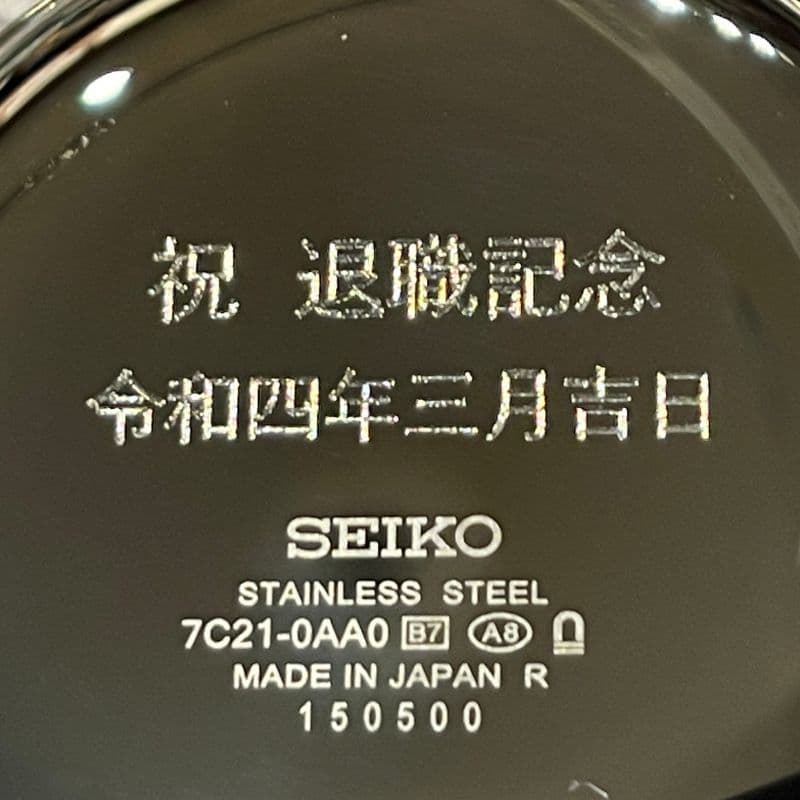 祝 退職記念
令和四年三月吉日
SEIKO
STAINLESS STEEL
7C21-0AA0 B7 A8
MADE IN JAPAN R
150500